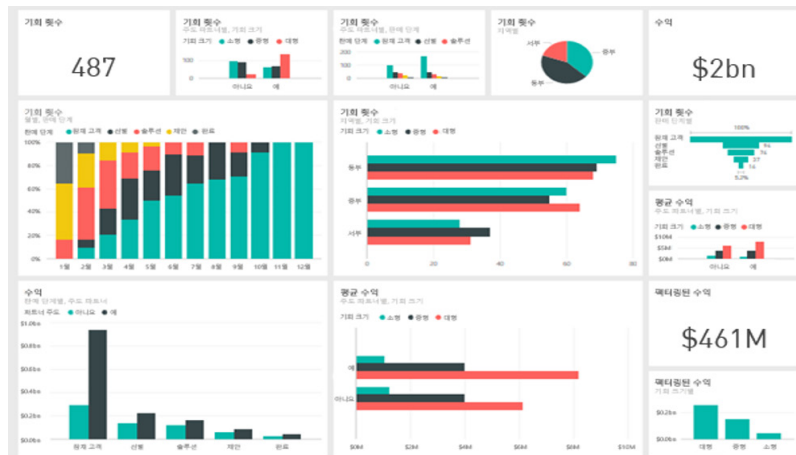 기회 횟수
487
기회 횟수
주도 파트너별, 기회 크기
기회 크기 소형 중형 대형
100
0
아니요 예
기회 횟수
주도 파트너별, 판매 단계
판매 단계 잠재 고객 선별 솔루션
200
100
0
아니요 예
기회 횟수
지역별
서부
중부
동부
수익
$2bn
기회 횟수
월별, 판매 단계
판매 단계 잠재 고객 선별 솔루션 제안 완료
100%
80%
60%
40%
20%
0%
1월 2월 3월 4월 5월 6월 7월 8월 9월 10월 11월 12월
기회 횟수
지역별, 기회 크기
기회 크기 소형 중형 대형
동부
중부
서부
0 20 40 60 80
기회 횟수
판매 단계별
100%
잠재 고객
선별 94
솔루션 76
제안 37
완료 14
5.2%
평균 수익
주도 파트너별, 기회 크기
기회 크기 소형 중형 대형
$10M
$5M
$0M
아니요 예
수익
판매 단계별, 주도 파트너
파트너 주도 아니요 예
$1.0bn
$0.8bn
$0.6bn
$0.4bn
$0.2bn
$0.0bn
잠재 고객 선별 솔루션 제안 완료
평균 수익
주도 파트너별, 기회 크기
기회 크기 소형 중형 대형
예
아니요
$0M $2M $4M $6M $8M $10M
팩터링된 수익
$461M
팩터링된 수익
기회 크기별
$0.2bn
$0.0bn
대형 중형 소형